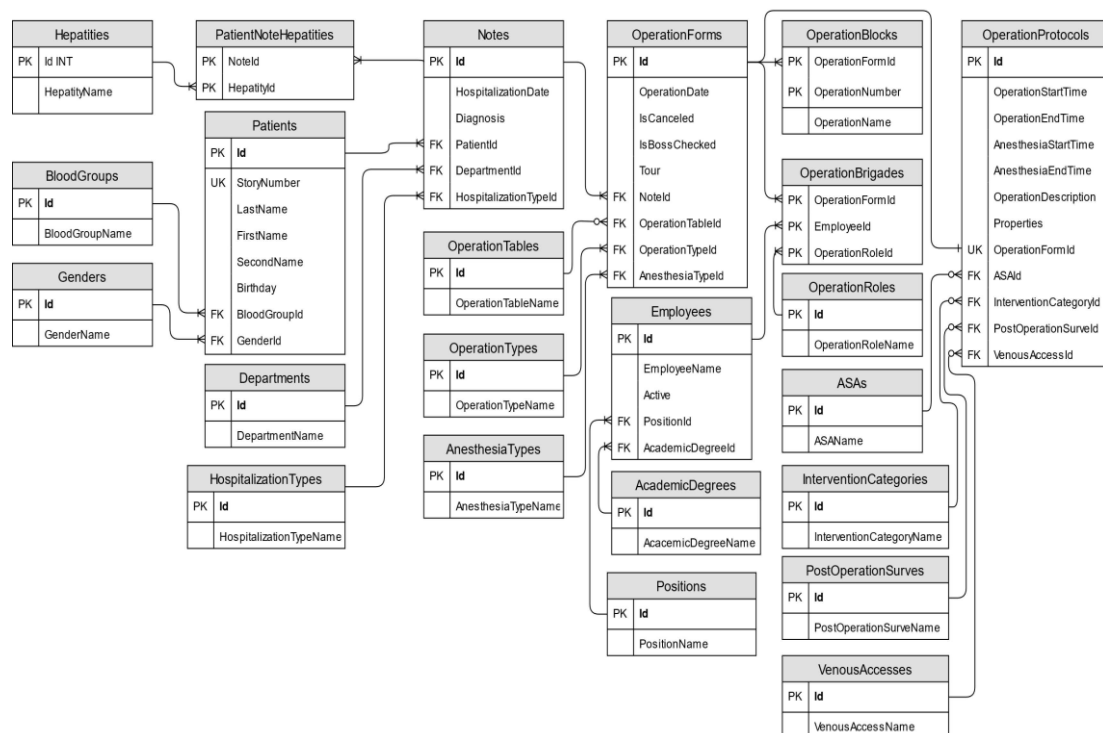 Hepatities
PK Id INT
HepatityName
PatientNoteHepatities
PK NoteId
PK HepatityId
Notes
PK Id
HospitalizationDate
Diagnosis
FK PatientId
FK DepartmentId
FK HospitalizationTypeId
OperationForms
PK Id
OperationDate
IsCanceled
IsBossChecked
Tour
FK NoteId
FK OperationTableId
FK OperationTypeId
FK AnesthesiaTypeId
OperationBlocks
PK OperationFormId
PK OperationNumber
OperationName
OperationProtocols
PK Id
OperationStartTime
OperationEndTime
AnesthesiaStartTime
AnesthesiaEndTime
OperationDescription
Properties
UK OperationFormId
FK ASAId
FK InterventionCategoryId
FK PostOperationSurveId
FK VenousAccessId
Patients
PK Id
UK StoryNumber
LastName
FirstName
SecondName
Birthday
FK BloodGroupId
FK GenderId
BloodGroups
PK Id
BloodGroupName
OperationBrigades
PK OperationFormId
PK EmployeeId
PK OperationRoleId
OperationTables
PK Id
OperationTableName
Genders
PK Id
GenderName
OperationRoles
PK Id
OperationRoleName
Employees
PK Id
EmployeeName
Active
FK PositionId
FK AcademicDegreeId
OperationTypes
PK Id
OperationTypeName
Departments
PK Id
DepartmentName
ASAs
PK Id
ASAName
AnesthesiaTypes
PK Id
AnesthesiaTypeName
HospitalizationTypes
PK Id
HospitalizationTypeName
AcademicDegrees
PK Id
AcacemicDegreeName
InterventionCategories
PK Id
InterventionCategoryName
Positions
PK Id
PositionName
PostOperationSurves
PK Id
PostOperationSurveName
VenousAccesses
PK Id
VenousAccessName